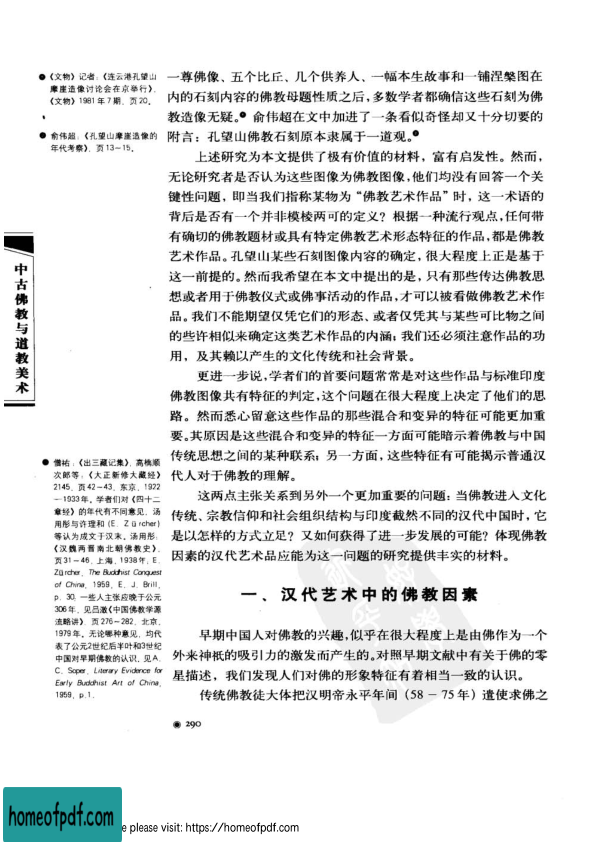 ❶《文物》记者：《连云港孔望山
摩崖造像讨论会在京举行》，
《文物》1981年7期，页20。
● 俞伟超：《孔望山摩崖造像的
年代考察》，页13～15。
中古佛教与道教美术
● 僧祐：《出三藏记集》，高楠顺
次郎等：《大正新修大藏经》
2145，页42—43，东京，1922
—1933年。学者们对《四十二
章经》的年代有不同意见，汤
用彤与许理和（E. Zürcher）
等认为成文于汉末。汤用彤：
《汉魏两晋南北朝佛教史》，
页31—46，上海，1938年，E.
Zürcher, The Buddhist Conquest
of China, 1959, E. J. Brill,
p. 30，一些人主张应晚于公元
306年，见吕澂《中国佛教学源
流略讲》，页276—282，北京，
1979年。无论哪种意见，均代
表了公元2世纪后半叶和3世纪
中国对早期佛教的认识，见A.
C. Soper, Literary Evidence for
Early Buddhist Art of China,
1959, p.1.
一尊佛像、五个比丘、几个供养人、一幅本生故事和一铺涅槃图在
内的石刻内容的佛教母题性质之后，多数学者都确信这些石刻为佛
教造像无疑。● 俞伟超在文中加进了一条看似奇怪却又十分切要的
附言：孔望山佛教石刻原本隶属于一道观。●
上述研究为本文提供了极有价值的材料，富有启发性。然而，
无论研究者是否认为这些图像为佛教图像，他们均没有回答一个关
键性问题，即当我们指称某物为“佛教艺术作品”时，这一术语的
背后是否有一个并非模棱两可的定义？根据一种流行观点，任何带
有确切的佛教题材或具有特定佛教艺术形态特征的作品，都是佛教
艺术作品。孔望山某些石刻图像内容的确定，很大程度上正是基于
这一前提的。然而我希望在本文中提出的是，只有那些传达佛教思
想或者用于佛教仪式或佛事活动的作品，才可以被看做佛教艺术作
品。我们不能期望仅凭它们的形态、或者仅凭其与某些可比物之间
的些许相似来确定这类艺术作品的内涵；我们还必须注意作品的功
用，及其赖以产生的文化传统和社会背景。
更进一步说，学者们的首要问题常常是对这些作品与标准印度
佛教图像共有特征的判定，这个问题在很大程度上决定了他们的思
路。然而悉心留意这些作品的那些混合和变异的特征可能更加重
要。其原因是这些混合和变异的特征一方面可能暗示着佛教与中国
传统思想之间的某种联系；另一方面，这些特征有可能揭示普通汉
代人对于佛教的理解。
这两点主张关系到另外一个更加重要的问题：当佛教进入文化
传统、宗教信仰和社会组织结构与印度截然不同的汉代中国时，它
是以怎样的方式立足？又如何获得了进一步发展的可能？体现佛教
因素的汉代艺术品应能为这一问题的研究提供丰实的材料。
一、汉代艺术中的佛教因素
早期中国人对佛教的兴趣，似乎在很大程度上是由佛作为一个
外来神祇的吸引力的激发而产生的。对照早期文献中有关于佛的零
星描述，我们发现人们对佛的形象特征有着相当一致的认识。
传统佛教徒大体把汉明帝永平年间（58－75年）遣使求佛之
◉ 290
homeofpdf.com
e please visit: https://homeofpdf.com